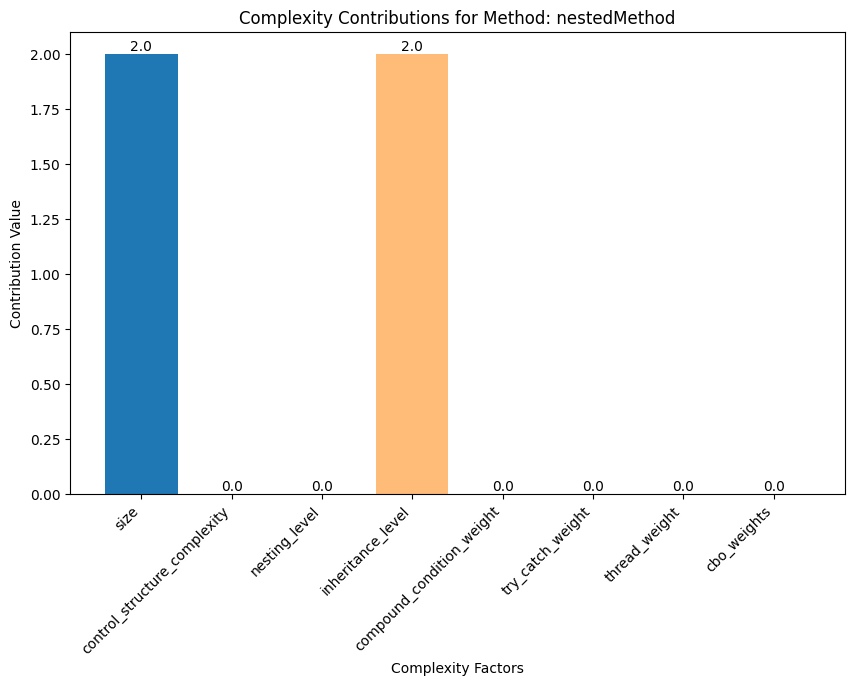 Complexity Contributions for Method: nestedMethod
Contribution Value
2.00
1.75
1.50
1.25
1.00
0.75
0.50
0.25
0.00
2.0
0.0
0.0
2.0
0.0
0.0
0.0
0.0
size
control_structure_complexity
nesting_level
inheritance_level
compound_condition_weight
try_catch_weight
thread_weight
cbo_weights
Complexity Factors